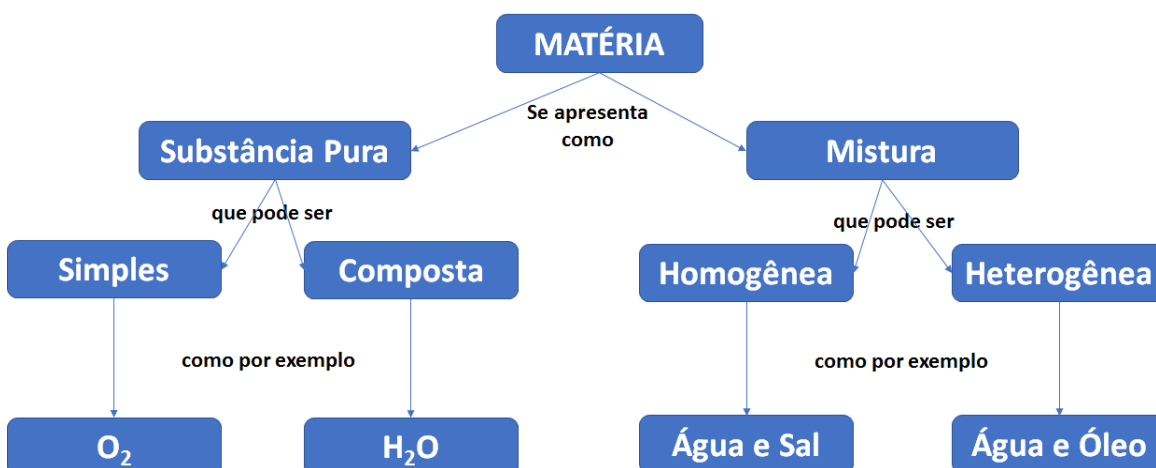 MATÉRIA
Se apresenta
como
Substância Pura
Mistura
que pode ser
que pode ser
Simples
Composta
Homogênea
Heterogênea
como por exemplo
como por exemplo
O₂
H₂O
Água e Sal
Água e Óleo